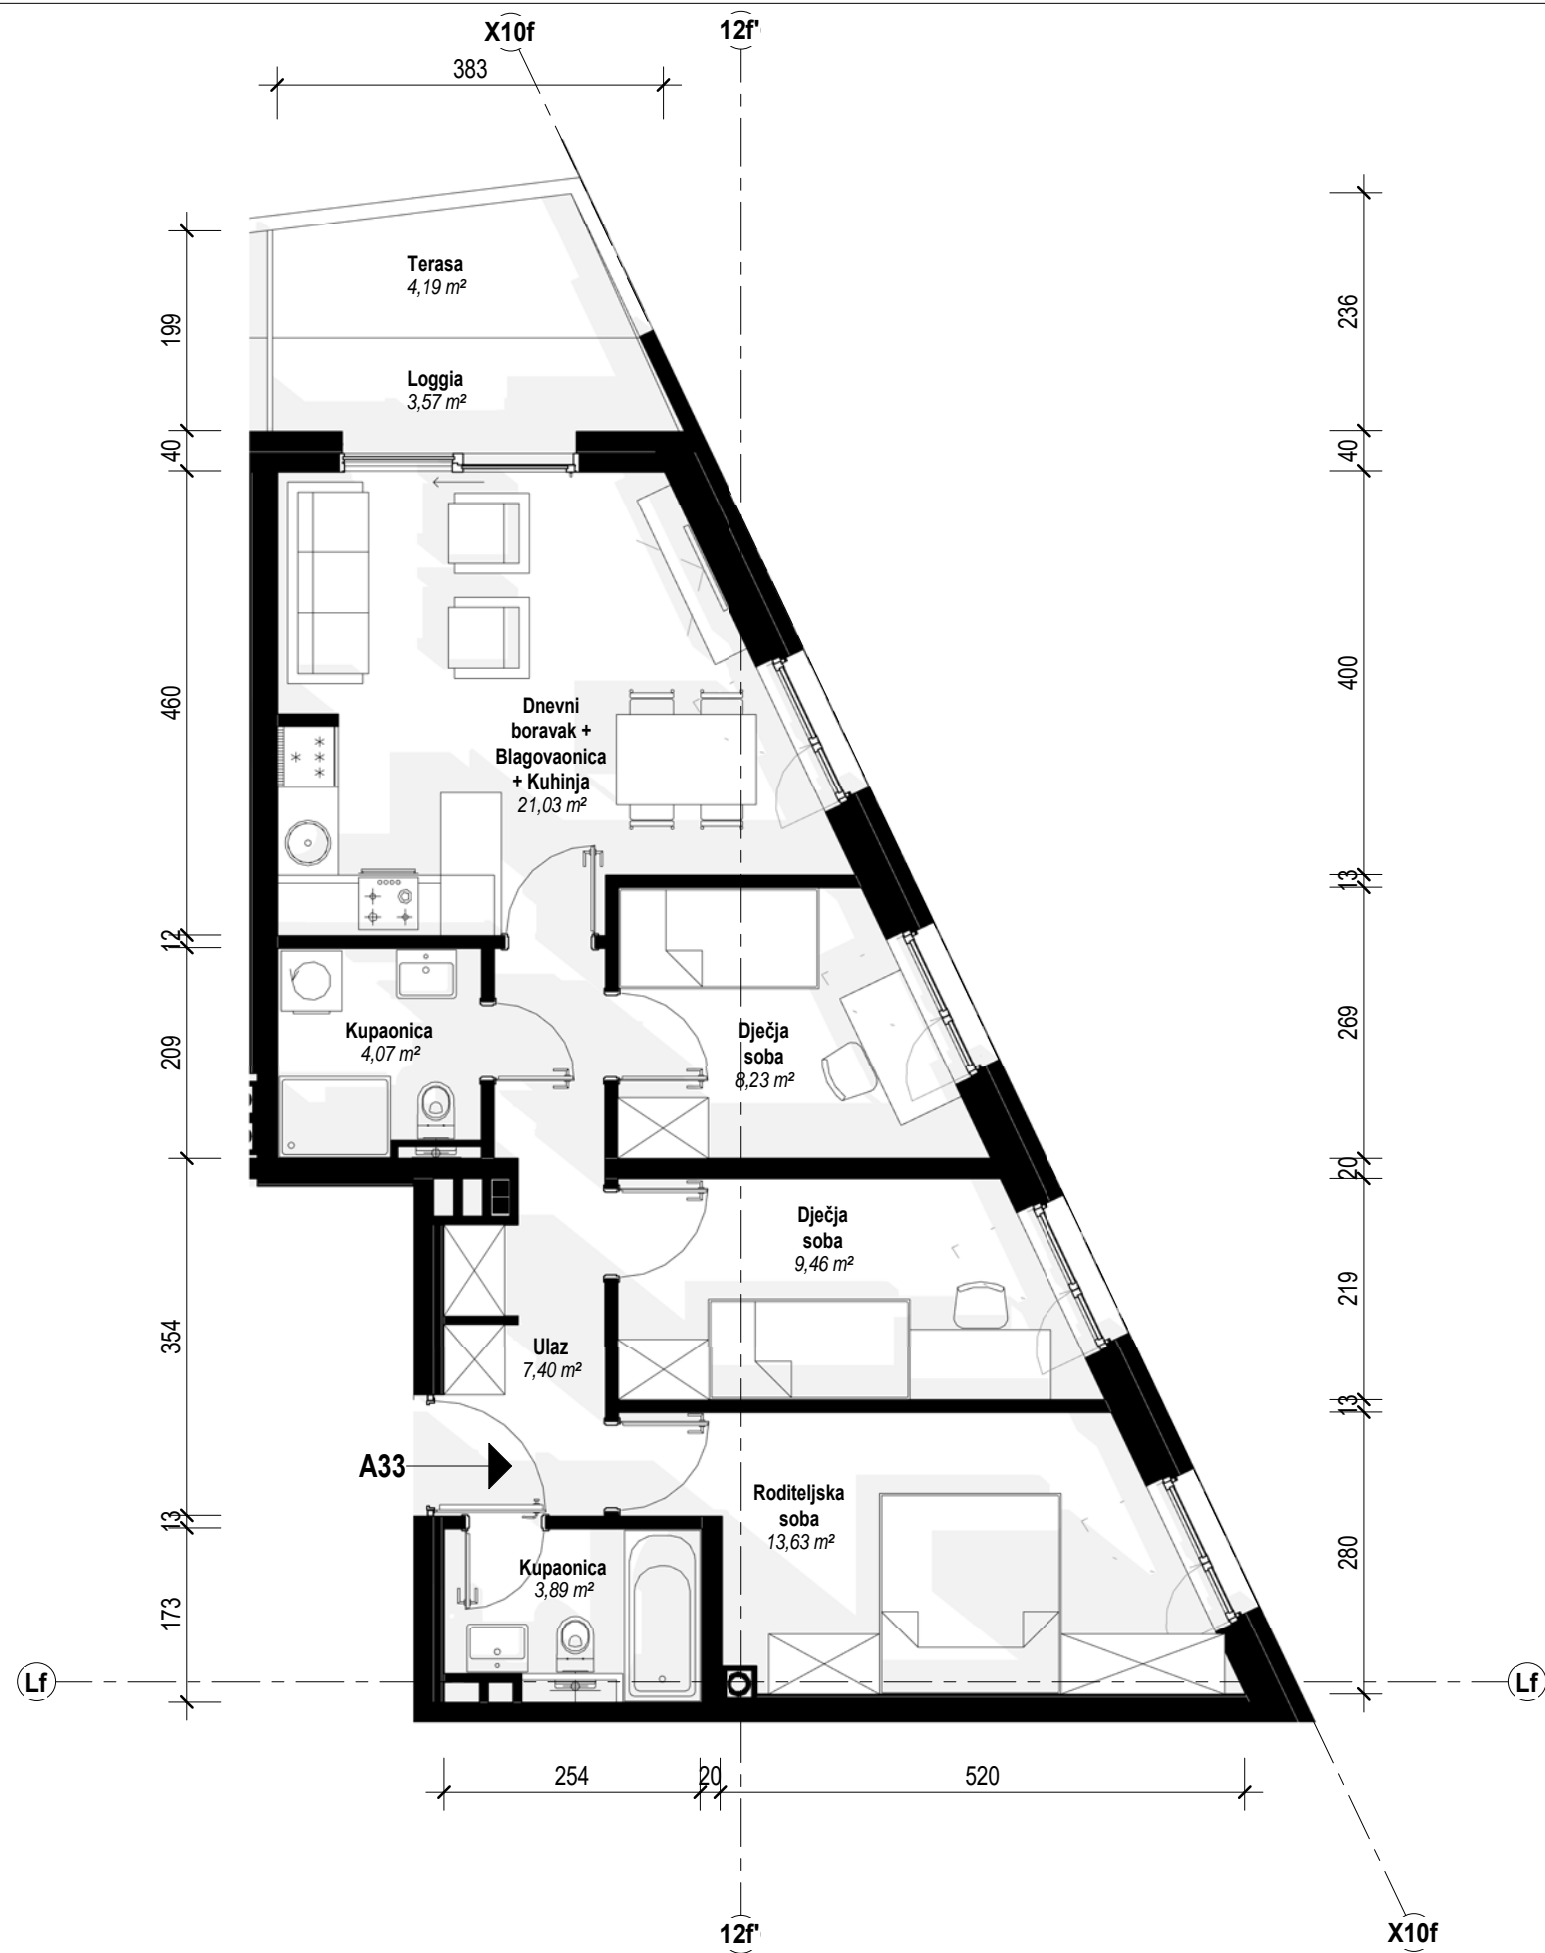 X10f
12f'
383
Terasa
4,19 m²
199
236
Loggia
3,57 m²
40
40
460
400
Dnevni
boravak +
Blagovaonica
+ Kuhinja
21,03 m²
13
12
Kupaonica
4,07 m²
209
Dječja
soba
8,23 m²
269
20
Dječja
soba
9,46 m²
219
354
Ulaz
7,40 m²
13
A33
Roditeljska
soba
13,63 m²
13
280
Kupaonica
3,89 m²
173
Lf
Lf
254
20
520
12f'
X10f